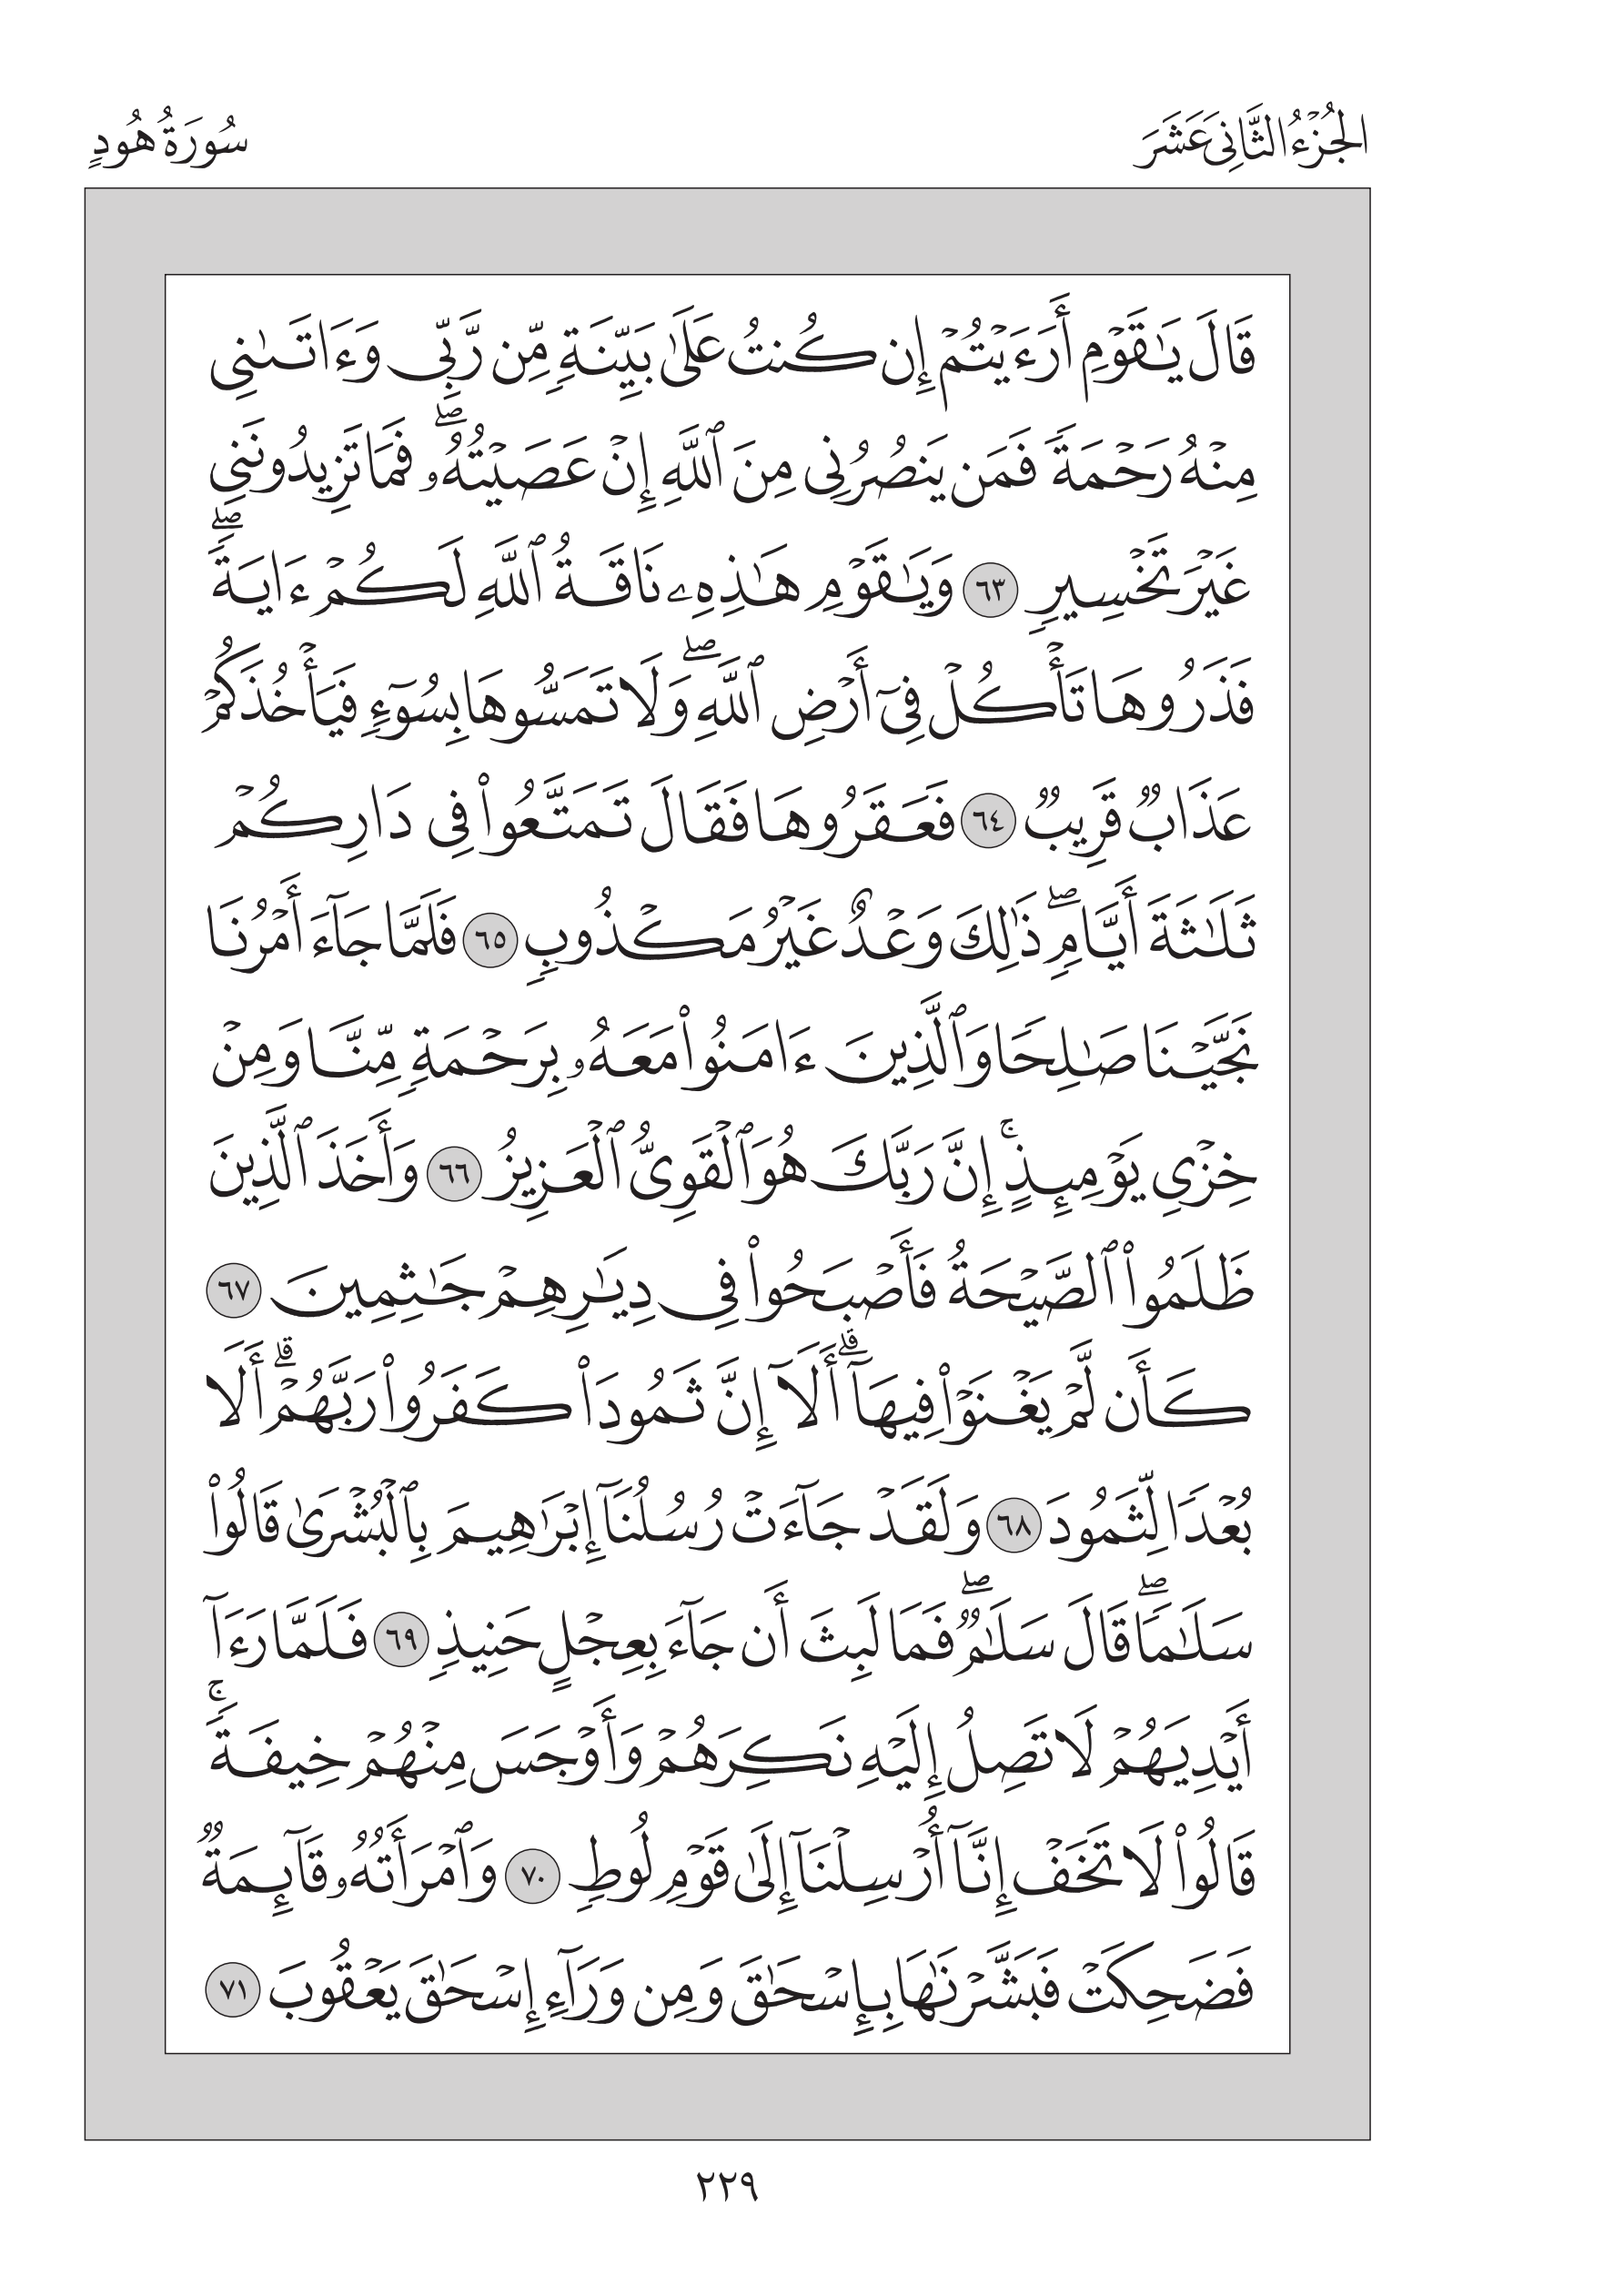 الجُزْءُ الثَّانِي عَشَرَ
سُورَةُ هُودٍ
قَالَ يَٰقَوْمِ أَرَءَيْتُمْ إِن كُنتُ عَلَىٰ بَيِّنَةٍ مِّن رَّبِّي وَءَاتَىٰنِي
مِنْهُ رَحْمَةً فَمَن يَنصُرُنِي مِنَ ٱللَّهِ إِنْ عَصَيْتُهُۥۖ فَمَا تَزِيدُونَنِي
غَيْرَ تَخْسِيرٍ ٦٣ وَيَٰقَوْمِ هَٰذِهِۦ نَاقَةُ ٱللَّهِ لَكُمْ ءَايَةًۖ
فَذَرُوهَا تَأْكُلْ فِىٓ أَرْضِ ٱللَّهِۖ وَلَا تَمَسُّوهَا بِسُوٓءٍ فَيَأْخُذَكُمْ
عَذَابٌ قَرِيبٌ ٦٤ فَعَقَرُوهَا فَقَالَ تَمَتَّعُوا۟ فِى دَارِكُمْ
ثَلَٰثَةَ أَيَّامٍۖ ذَٰلِكَ وَعْدٌ غَيْرُ مَكْذُوبٍ ٦٥ فَلَمَّا جَآءَ أَمْرُنَا
نَجَّيْنَا صَٰلِحًا وَٱلَّذِينَ ءَامَنُوا۟ مَعَهُۥ بِرَحْمَةٍ مِّنَّا وَمِنْ
خِزْىِ يَوْمِئِذٍۚ إِنَّ رَبَّكَ هُوَ ٱلْقَوِىُّ ٱلْعَزِيزُ ٦٦ وَأَخَذَ ٱلَّذِينَ
ظَلَمُوا۟ ٱلصَّيْحَةُ فَأَصْبَحُوا۟ فِى دِيَٰرِهِمْ جَٰثِمِينَ ٦٧
كَأَن لَّمْ يَغْنَوْا۟ فِيهَآۗ أَلَآ إِنَّ ثَمُودَا۟ كَفَرُوا۟ رَبَّهُمْۗ أَلَا
بُعْدًا لِّثَمُودَ ٦٨ وَلَقَدْ جَآءَتْ رُسُلُنَآ إِبْرَٰهِيمَ بِٱلْبُشْرَىٰ قَالُوا۟
سَلَٰمًاۖ قَالَ سَلَٰمٌۖ فَمَا لَبِثَ أَن جَآءَ بِعِجْلٍ حَنِيذٍ ٦٩ فَلَمَّا رَءَآ
أَيْدِيَهُمْ لَا تَصِلُ إِلَيْهِ نَكِرَهُمْ وَأَوْجَسَ مِنْهُمْ خِيفَةًۚ
قَالُوا۟ لَا تَخَفْ إِنَّآ أُرْسِلْنَآ إِلَىٰ قَوْمِ لُوطٍ ٧٠ وَٱمْرَأَتُهُۥ قَآئِمَةٌ
فَضَحِكَتْ فَبَشَّرْنَٰهَا بِإِسْحَٰقَ وَمِن وَرَآءِ إِسْحَٰقَ يَعْقُوبَ ٧١
٢٢٩